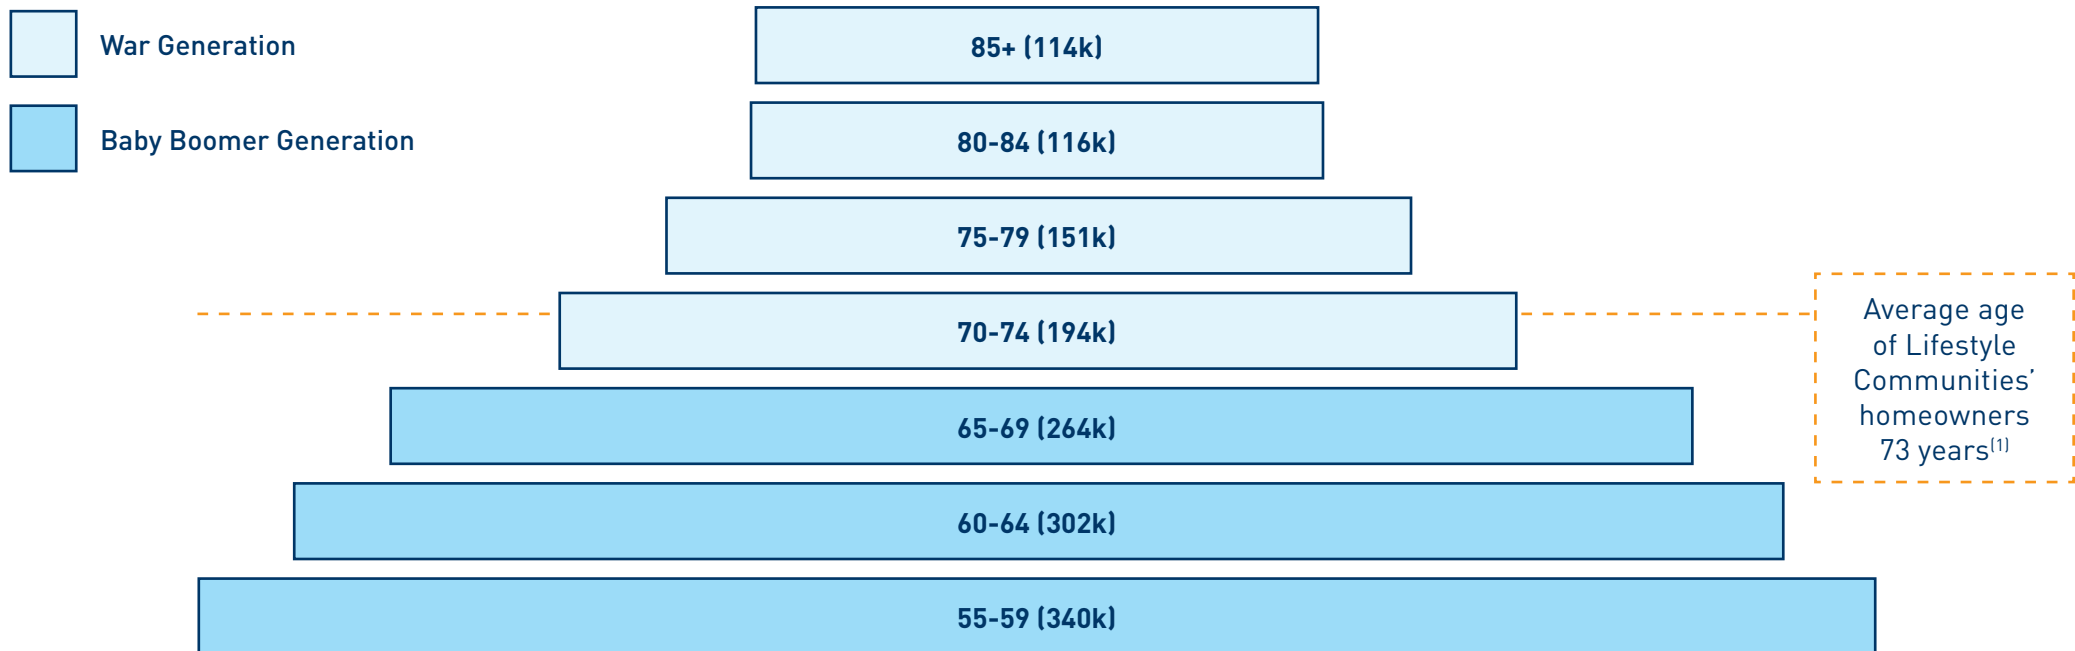 War Generation
Baby Boomer Generation
85+ (114k)
80-84 (116k)
75-79 (151k)
70-74 (194k)
65-69 (264k)
60-64 (302k)
55-59 (340k)
Average age
of Lifestyle
Communities’
homeowners
73 years(1)